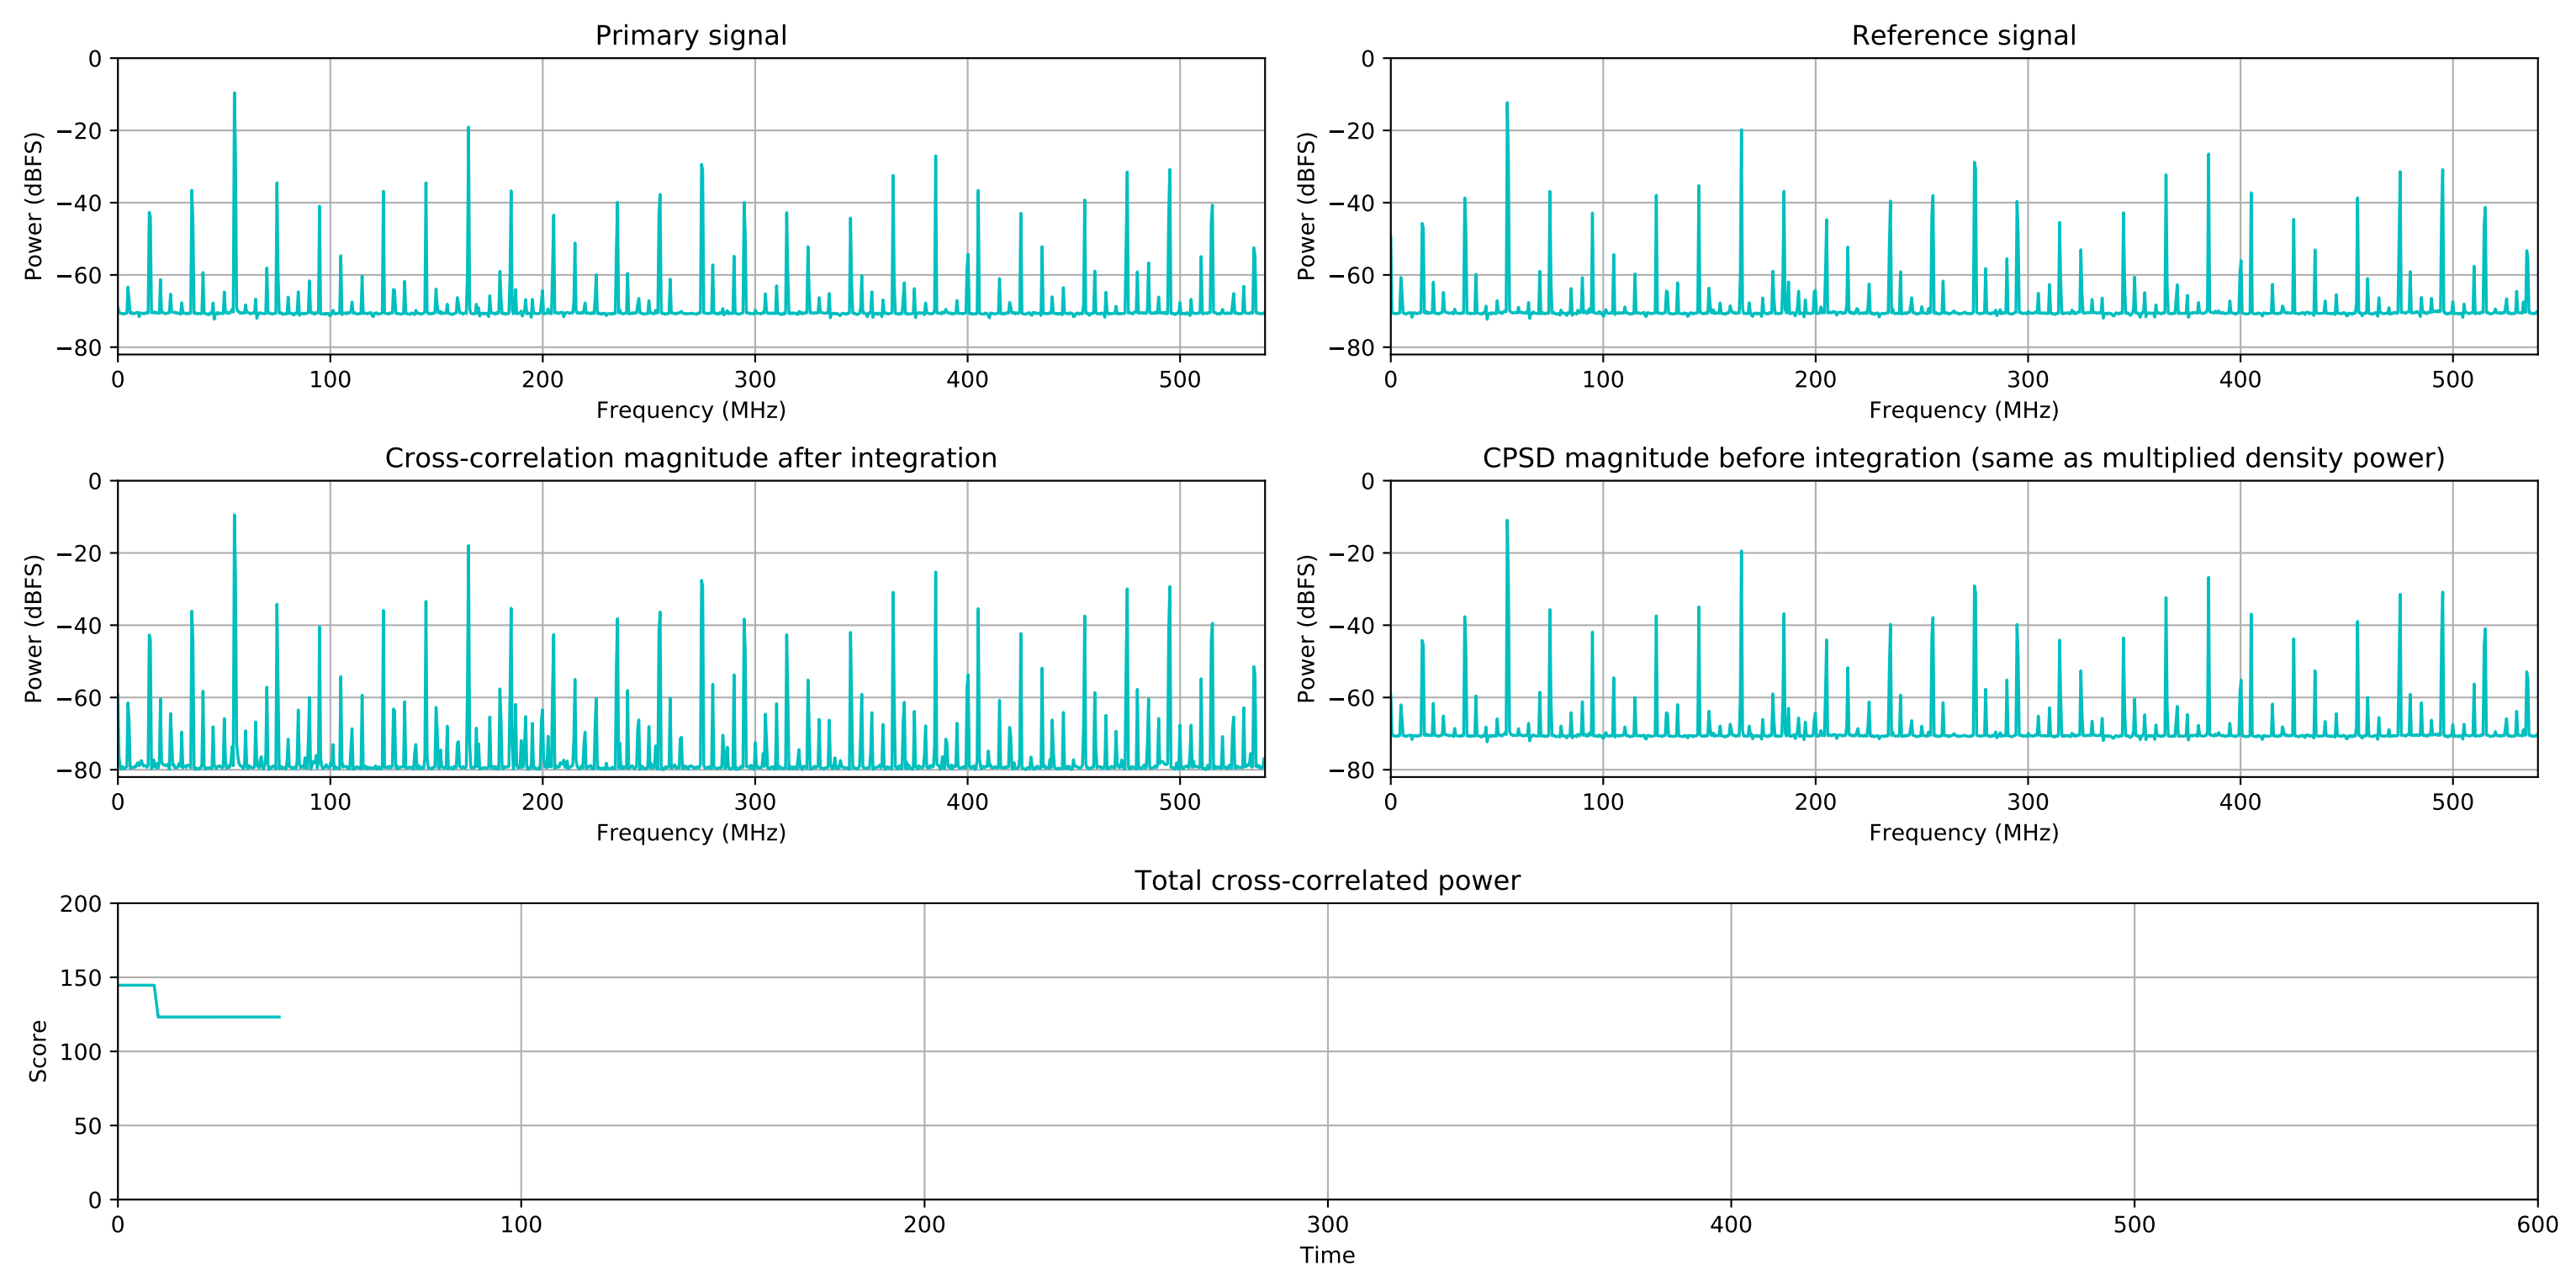 Primary signal
Reference signal
0
−20
−40
−60
−80
Power (dBFS)
0 100 200 300 400 500
Frequency (MHz)
0
−20
−40
−60
−80
Power (dBFS)
0 100 200 300 400 500
Frequency (MHz)
Cross-correlation magnitude after integration
CPSD magnitude before integration (same as multiplied density power)
0
−20
−40
−60
−80
Power (dBFS)
0 100 200 300 400 500
Frequency (MHz)
0
−20
−40
−60
−80
Power (dBFS)
0 100 200 300 400 500
Frequency (MHz)
Total cross-correlated power
200
150
100
50
0
Score
0 100 200 300 400 500 600
Time